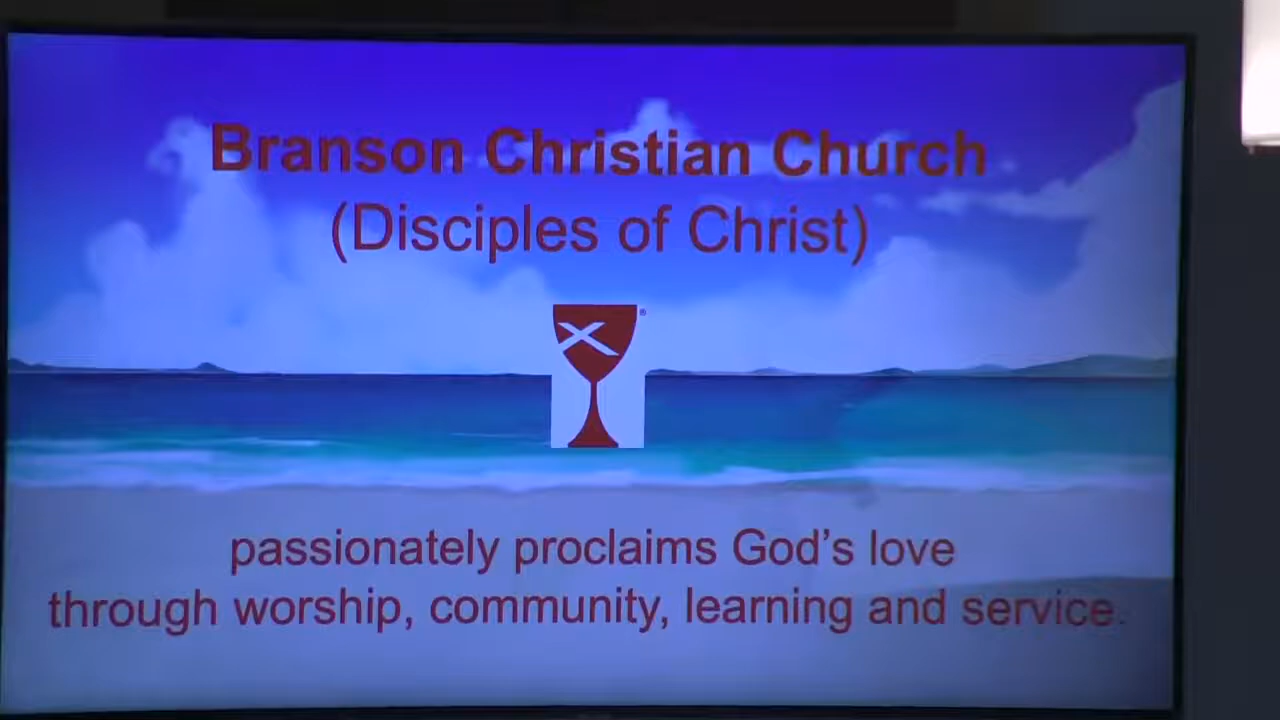 Branson Christian Church
(Disciples of Christ)
®
passionately proclaims God's love
through worship, community, learning and service.